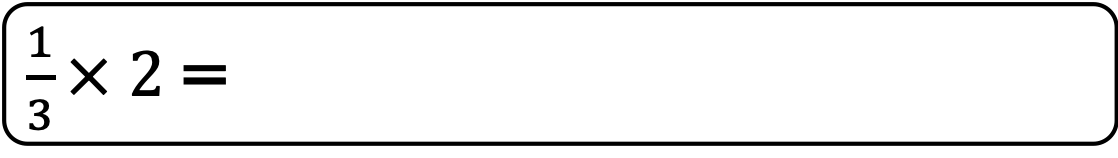 1/3 × 2 =